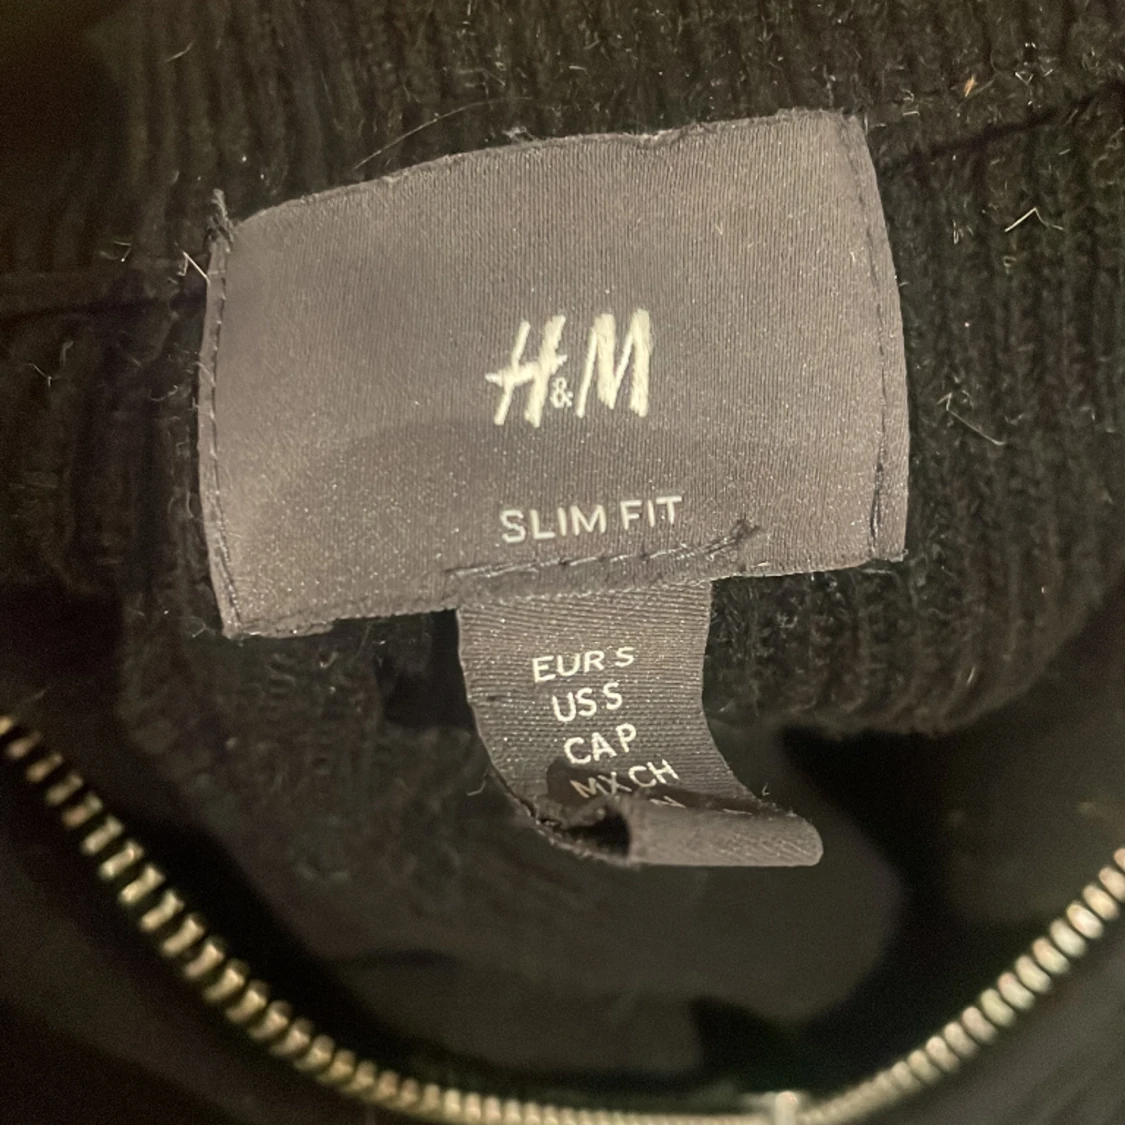 H&M
SLIM FIT
EUR S
US S
CA P
MX CH